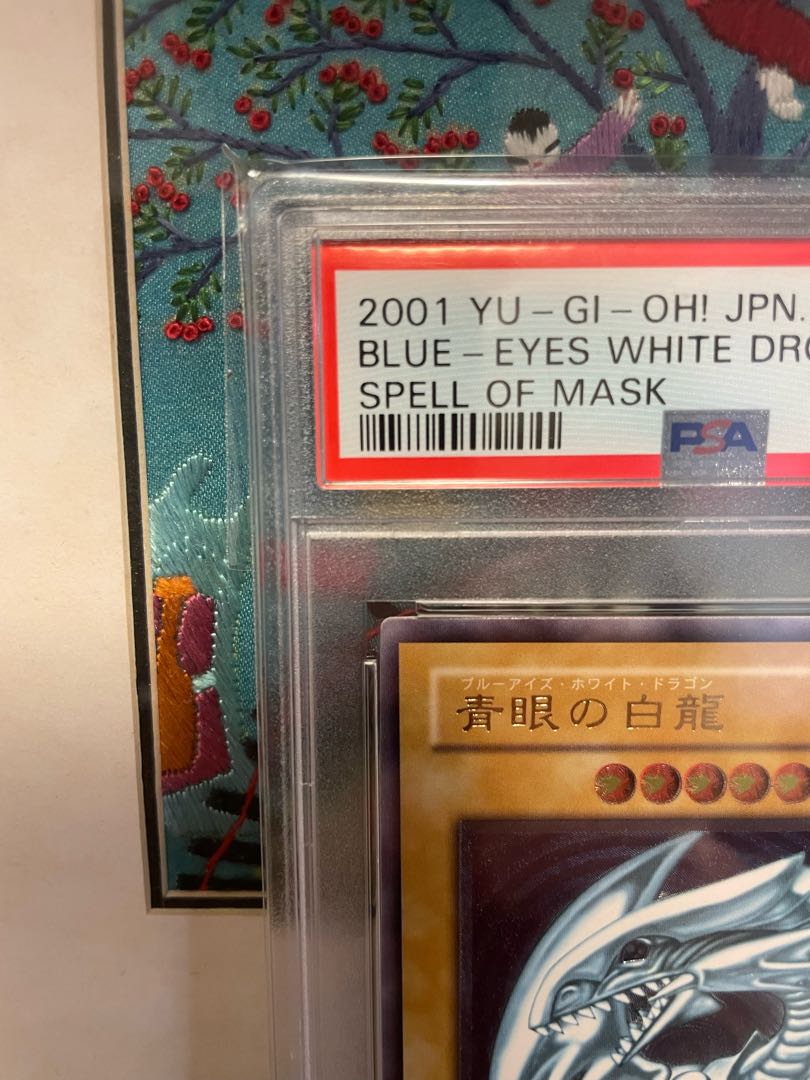 2001 YU-GI-OH! JPN.
BLUE-EYES WHITE DRG
SPELL OF MASK
PSA
ブルーアイズ・ホワイト・ドラゴン
青眼の白龍